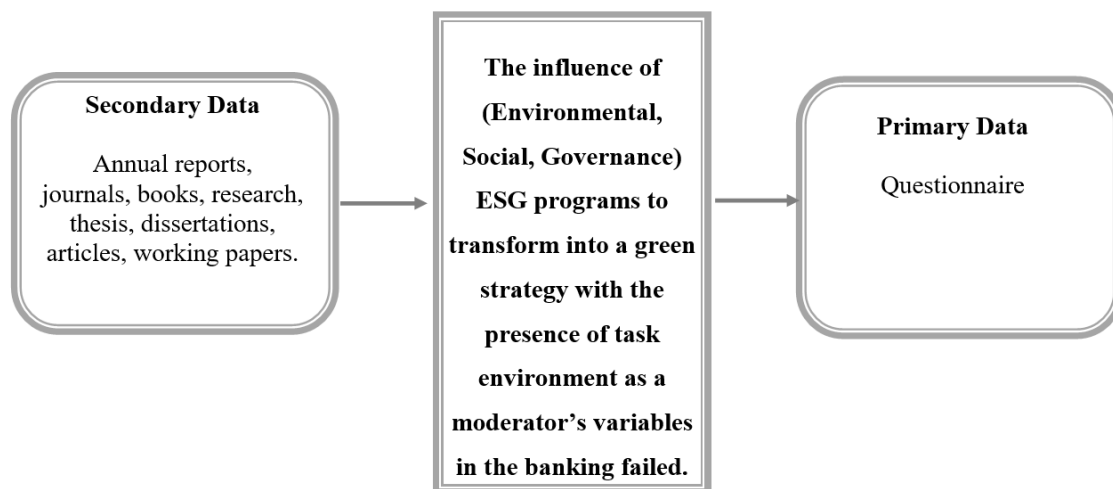 Secondary Data
Annual reports,
journals, books, research,
thesis, dissertations,
articles, working papers.
The influence of
(Environmental,
Social, Governance)
ESG programs to
transform into a green
strategy with the
presence of task
environment as a
moderator’s variables
in the banking failed.
Primary Data
Questionnaire